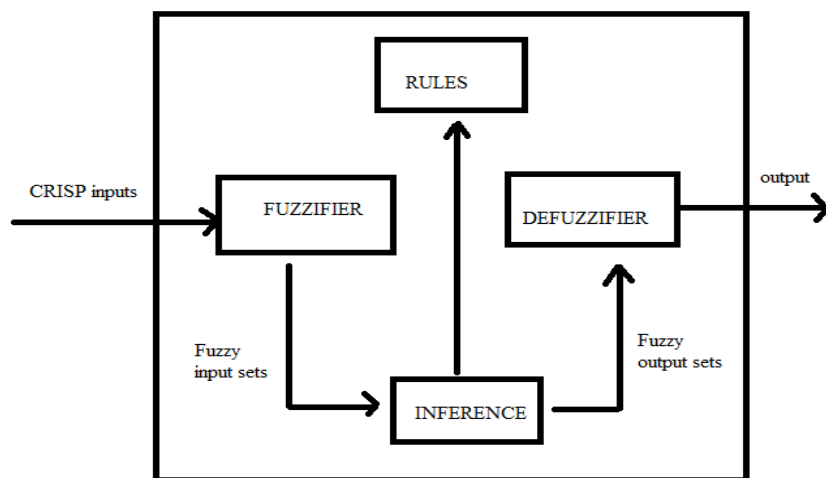 RULES
CRISP inputs
FUZZIFIER
DEFUZZIFIER
output
Fuzzy
input sets
INFERENCE
Fuzzy
output sets